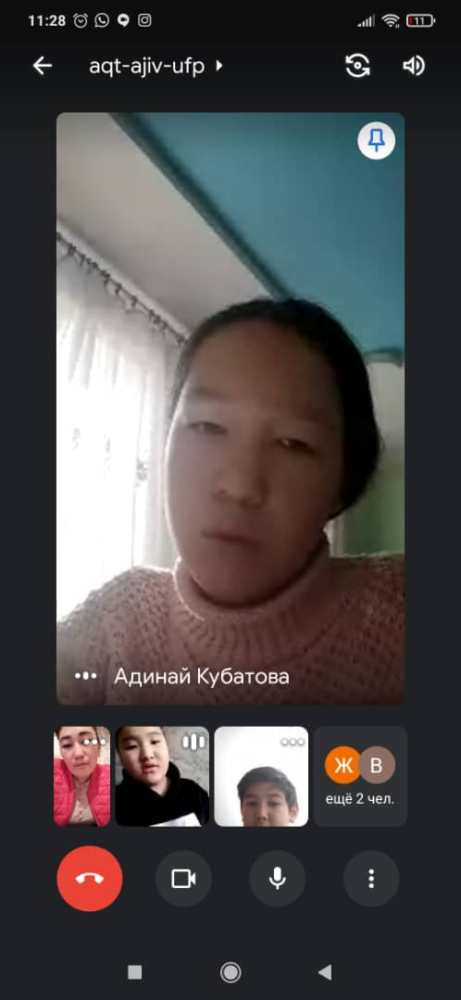 11:28
11
aqt-ajiv-ufp
Адинай Кубатова
Ж
В
ещё 2 чел.